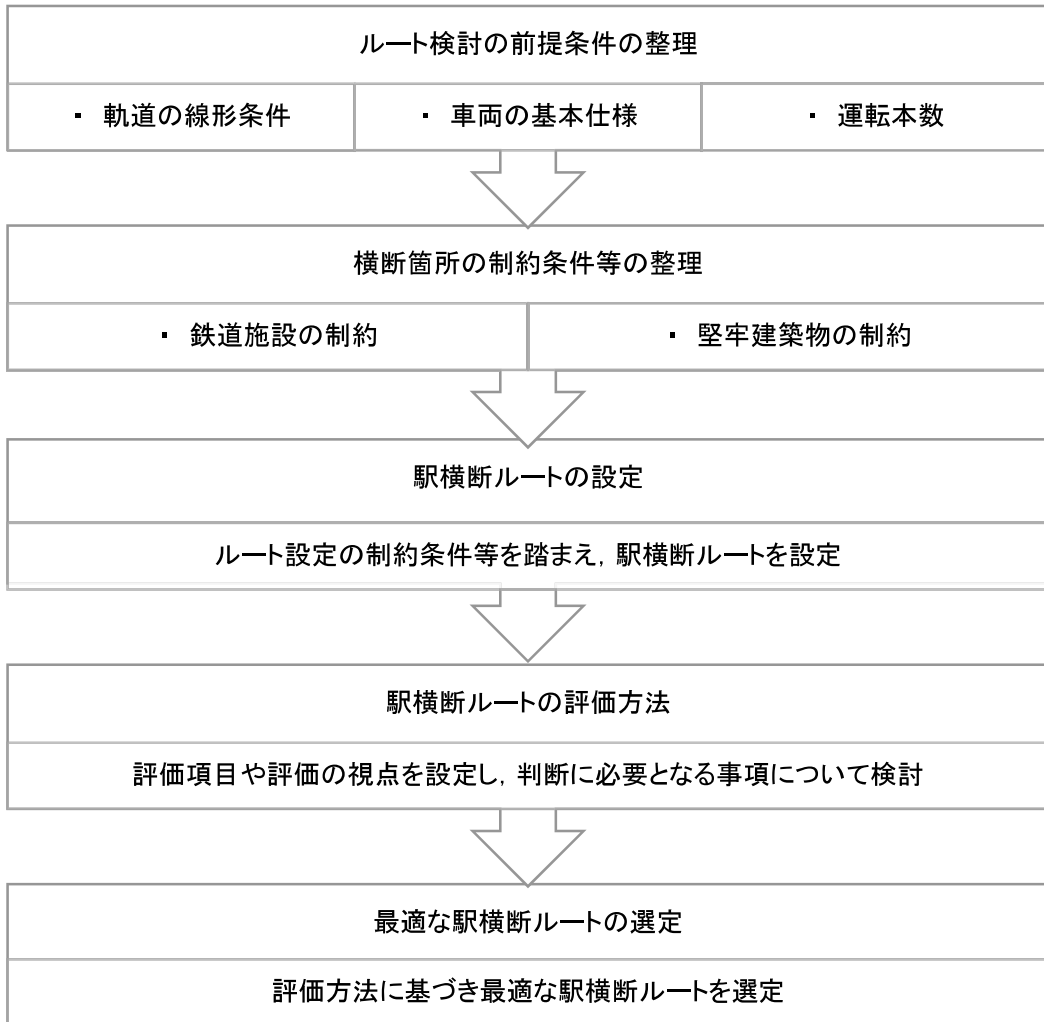 ルート検討の前提条件の整理
▪ 軌道の線形条件
▪ 車両の基本仕様
▪ 運転本数
横断箇所の制約条件等の整理
▪ 鉄道施設の制約
▪ 堅牢建築物の制約
駅横断ルートの設定
ルート設定の制約条件等を踏まえ，駅横断ルートを設定
駅横断ルートの評価方法
評価項目や評価の視点を設定し，判断に必要となる事項について検討
最適な駅横断ルートの選定
評価方法に基づき最適な駅横断ルートを選定